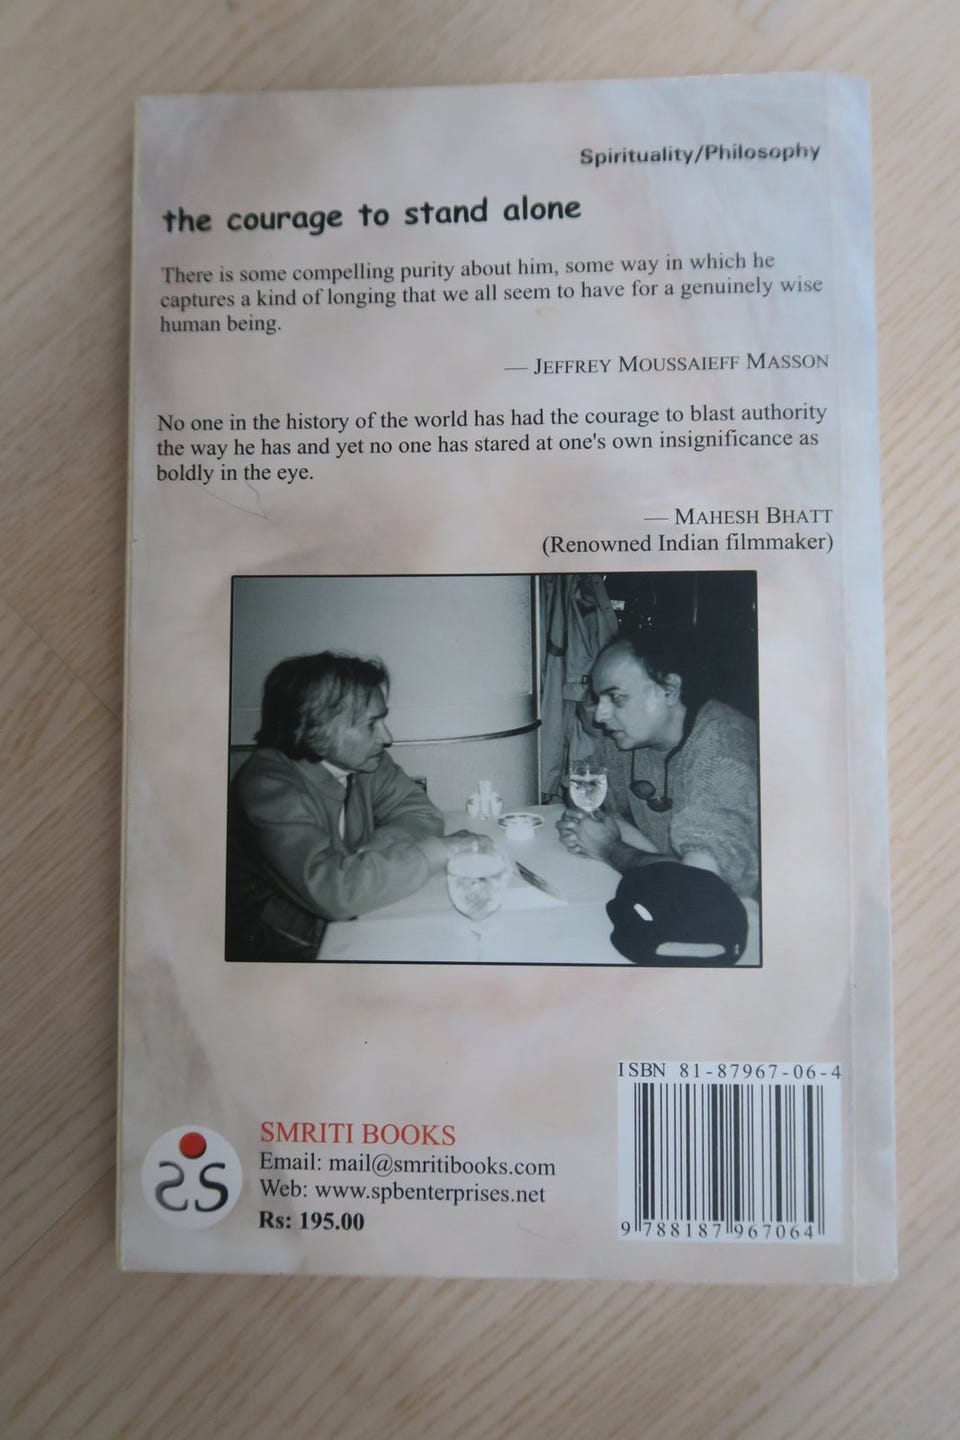 Spirituality/Philosophy
the courage to stand alone
There is some compelling purity about him, some way in which he
captures a kind of longing that we all seem to have for a genuinely wise
human being.
— JEFFREY MOUSSAIEFF MASSON
No one in the history of the world has had the courage to blast authority
the way he has and yet no one has stared at one's own insignificance as
boldly in the eye.
— MAHESH BHATT
(Renowned Indian filmmaker)
ISBN 81-87967-06-4
SMRITI BOOKS
Email: mail@smritibooks.com
Web: www.spbenterprises.net
Rs: 195.00
9 788187 967064